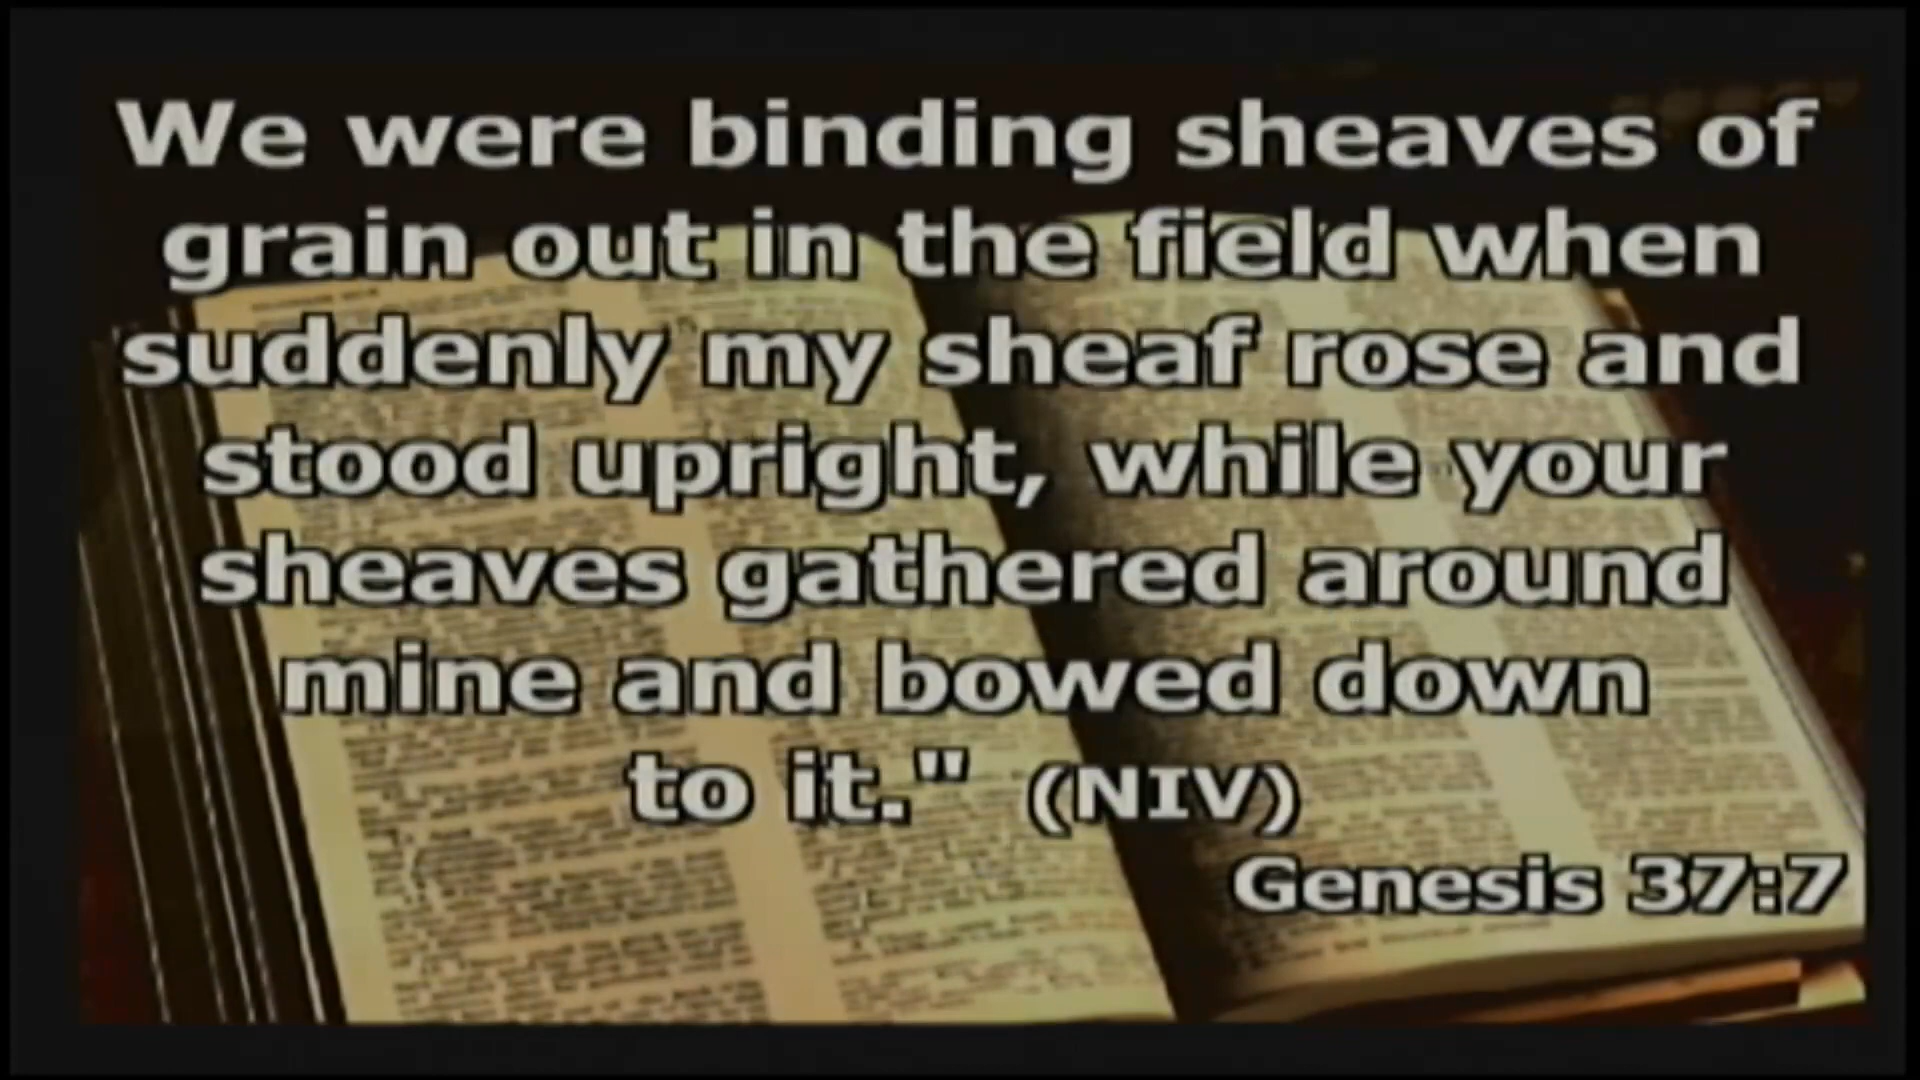 We were binding sheaves of
grain out in the field when
suddenly my sheaf rose and
stood upright, while your
sheaves gathered around
mine and bowed down
to it." (NIV)
Genesis 37:7